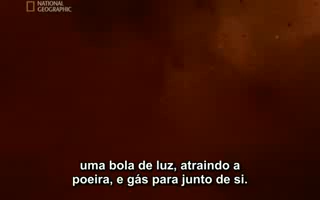 NATIONAL
GEOGRAPHIC
uma bola de luz, atraindo a
poeira, e gás para junto de si.